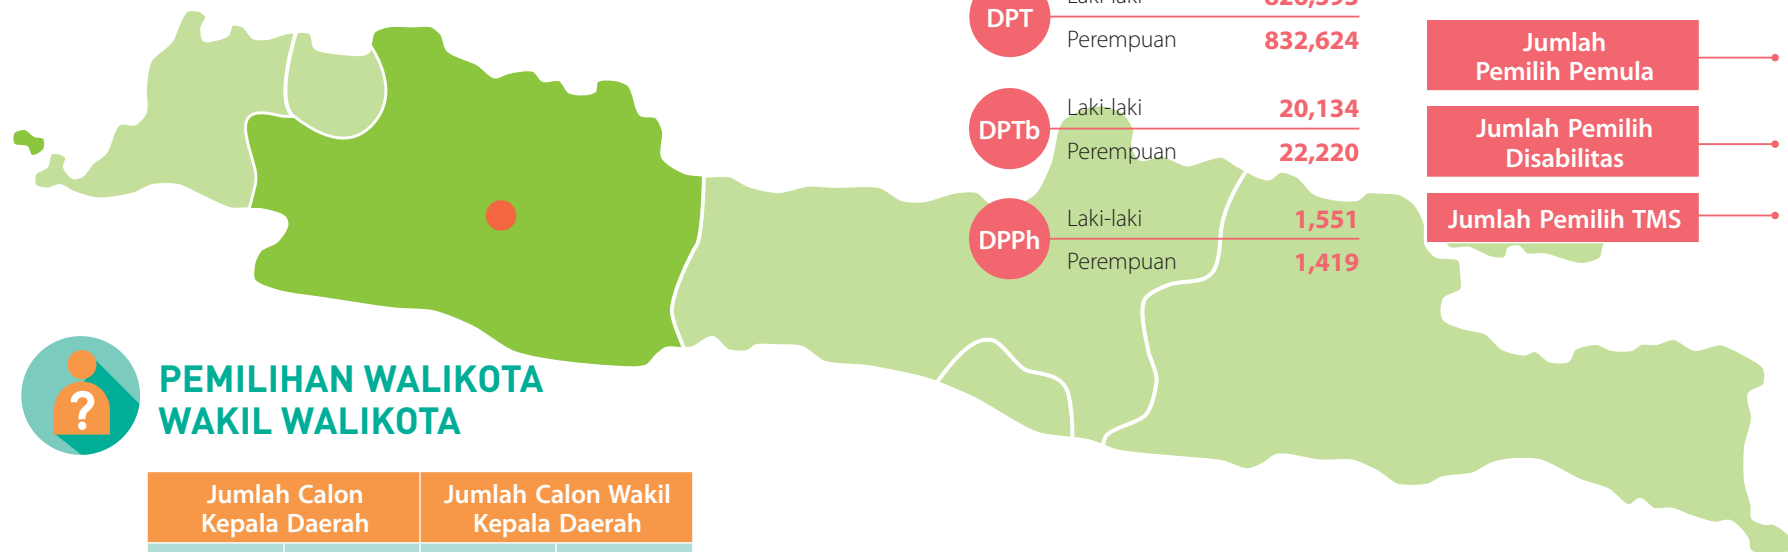 DPT
Laki-laki
Perempuan 832,624
DPTb
Laki-laki 20,134
Perempuan 22,220
DPPh
Laki-laki 1,551
Perempuan 1,419
Jumlah
Pemilih Pemula
Jumlah Pemilih
Disabilitas
Jumlah Pemilih TMS
?
PEMILIHAN WALIKOTA
WAKIL WALIKOTA
Jumlah Calon
Kepala Daerah
Jumlah Calon Wakil
Kepala Daerah